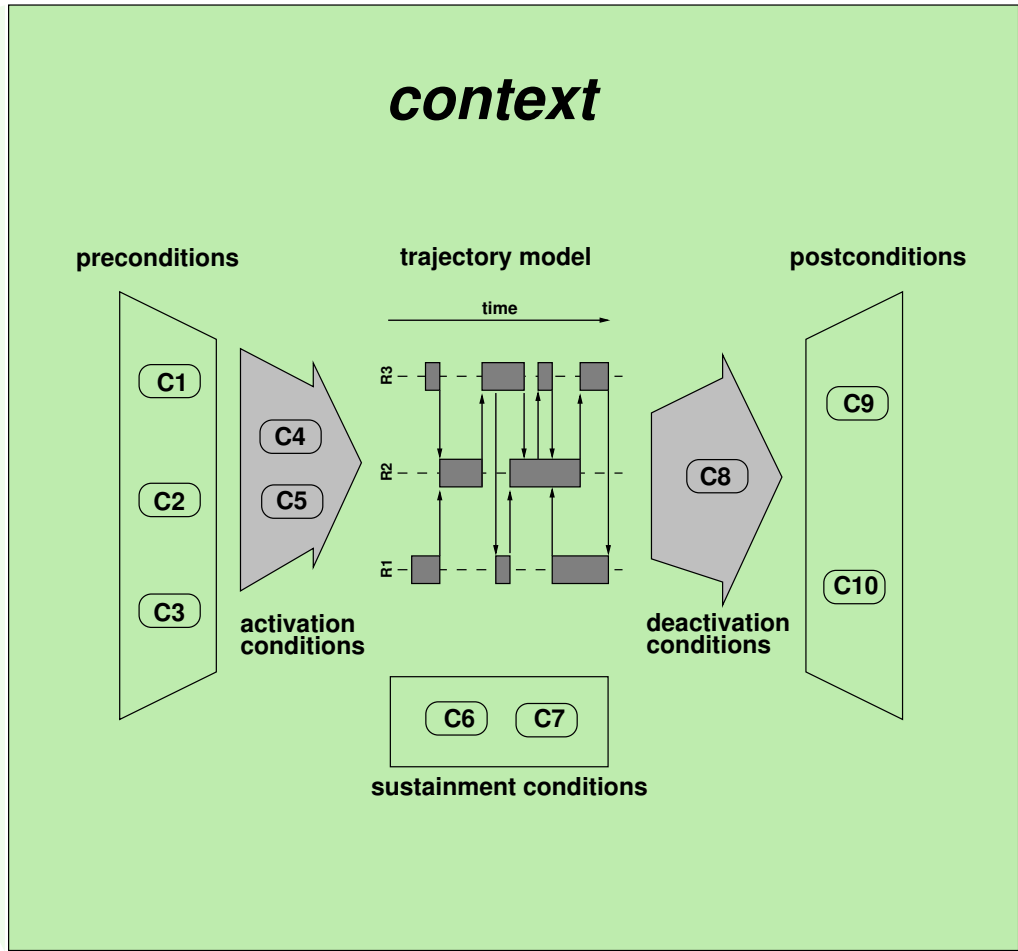 context
preconditions
trajectory model
postconditions
time
R3
R2
R1
C1
C2
C3
C4
C5
activation
conditions
C8
deactivation
conditions
C9
C10
C6
C7
sustainment conditions